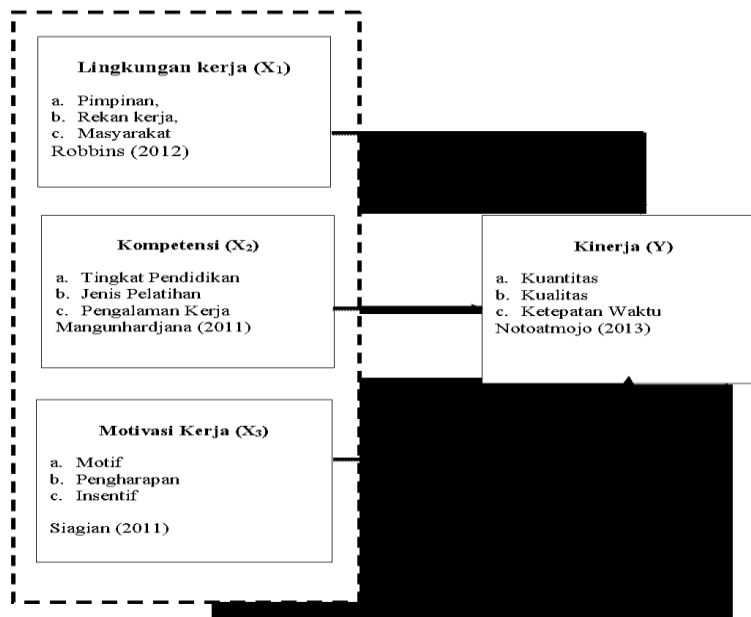 Lingkungan kerja (X₁)
a. Pimpinan,
b. Rekan kerja,
c. Masyarakat
Robbins (2012)
Kompetensi (X₂)
a. Tingkat Pendidikan
b. Jenis Pelatihan
c. Pengalaman Kerja
Mangunhardjana (2011)
Motivasi Kerja (X₃)
a. Motif
b. Pengharapan
c. Insentif
Siagian (2011)
Kinerja (Y)
a. Kuantitas
b. Kualitas
c. Ketepatan Waktu
Notoatmojo (2013)